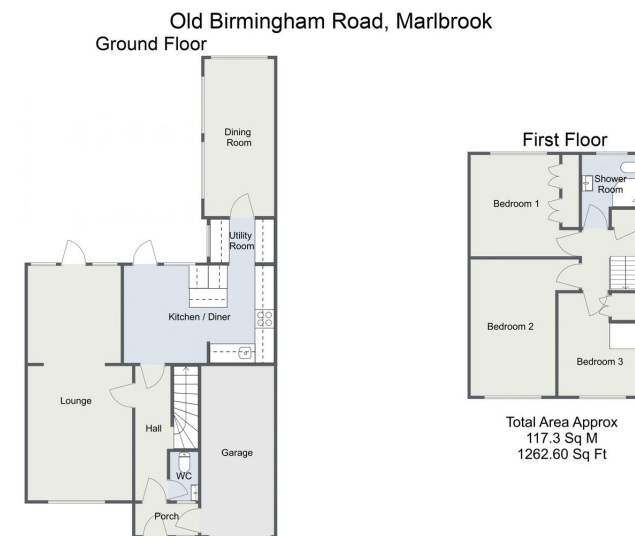 Old Birmingham Road, Marlbrook
Ground Floor
Dining
Room
Utility
Room
Kitchen / Diner
Lounge
Hall
Garage
WC
Porch
First Floor
Bedroom 1
Shower
Room
Bedroom 2
Bedroom 3
Total Area Approx
117.3 Sq M
1262.60 Sq Ft